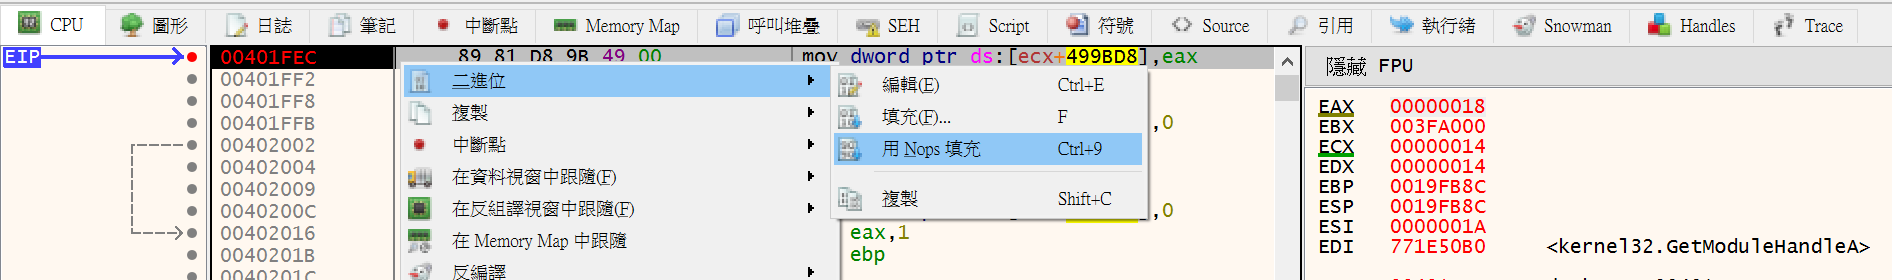 CPU 圖形 日誌 筆記 中斷點 Memory Map 呼叫堆疊 SEH Script 符號 Source 引用 執行緒 Snowman Handles Trace
EIP
00401FEC 89 81 D8 9B 49 00 mov dword ptr ds:[ecx+499BD8],eax
00401FF2
00401FF8
00401FFB ,0
00402002
00402004
00402009
0040200C ,0
00402016 eax,1
0040201B ebp
0040201C
二進位
複製
中斷點
在資料視窗中跟隨(F)
在反組譯視窗中跟隨(F)
在 Memory Map 中跟隨
反編譯
編輯(E) Ctrl+E
填充(F)... F
用 Nops 填充 Ctrl+9
複製 Shift+C
隱藏 FPU
EAX 00000018
EBX 003FA000
ECX 00000014
EDX 00000014
EBP 0019FB8C
ESP 0019FB8C
ESI 0000001A
EDI 771E50B0 <kernel32.GetModuleHandleA>